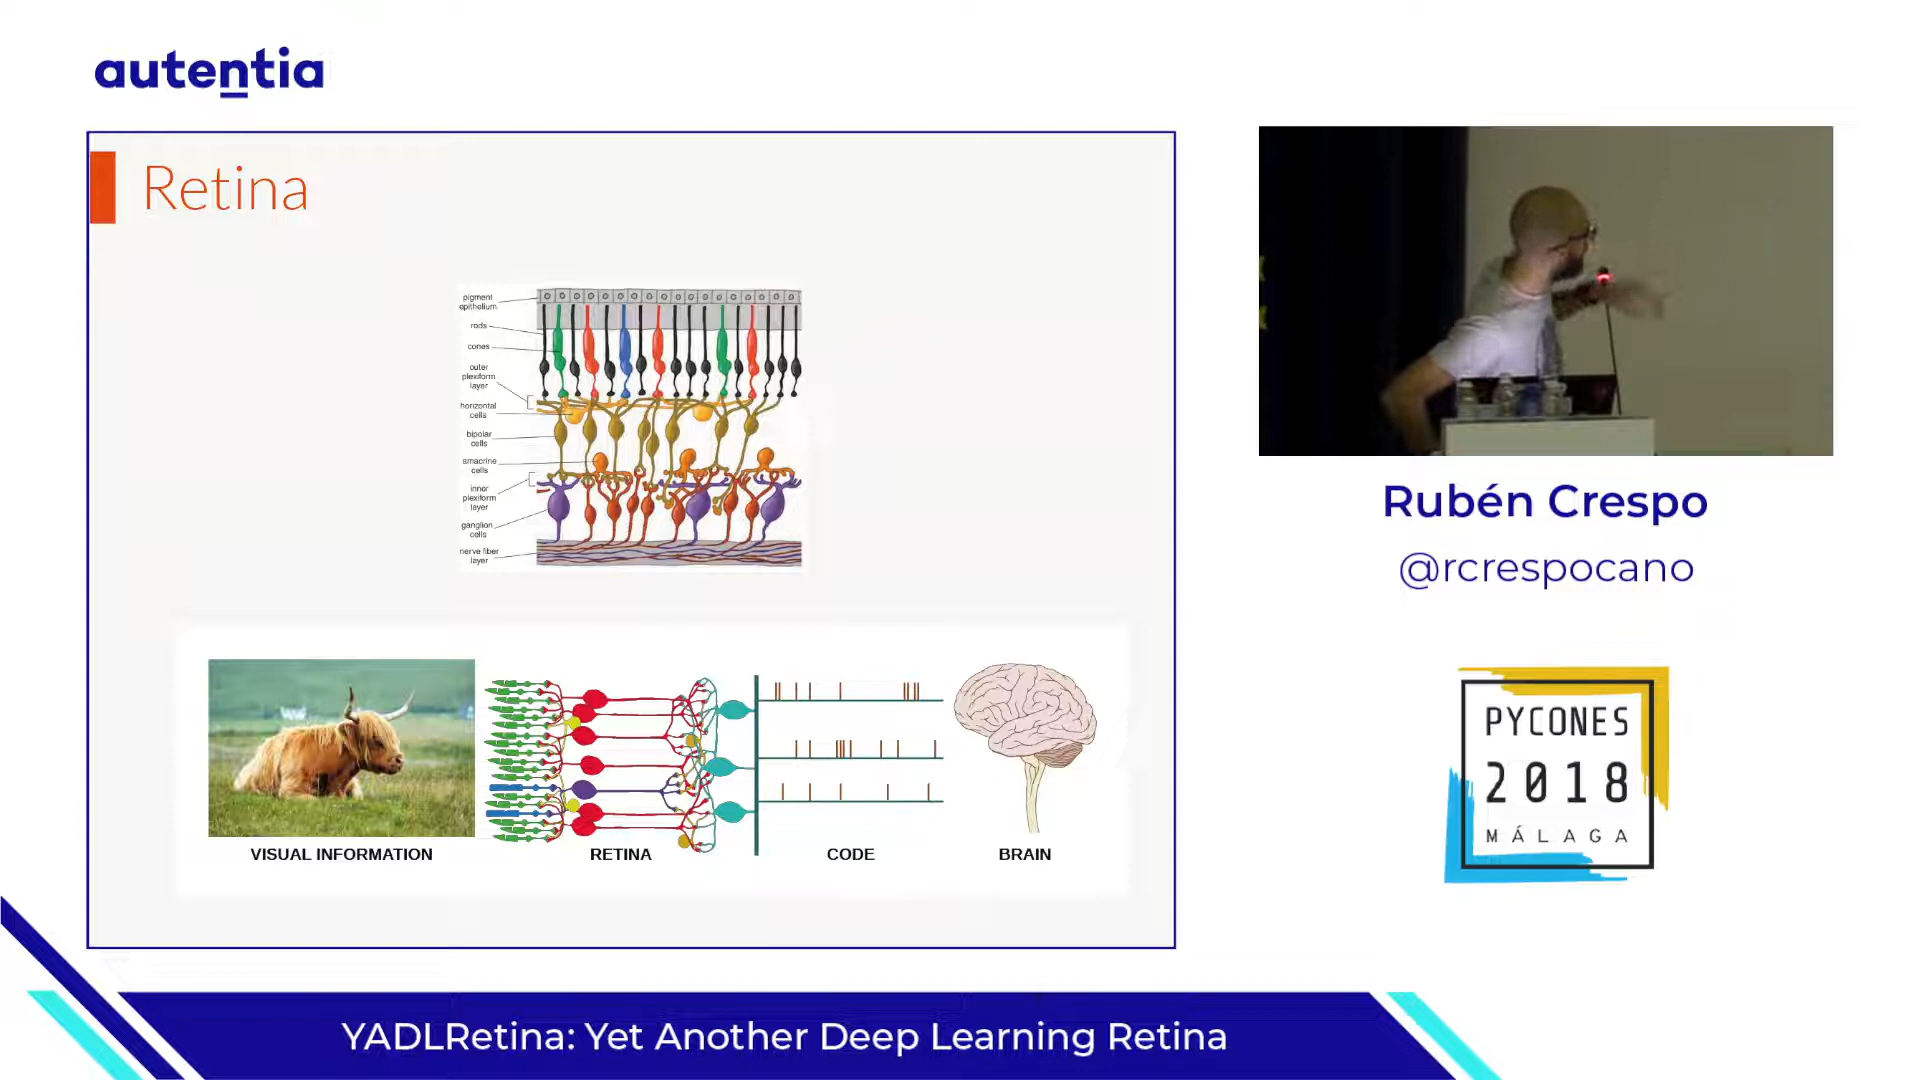 autentia
Retina
pigment
epithelium
rods
cones
outer
plexiform
layer
horizontal
cells
bipolar
cells
amacrine
cells
inner
plexiform
layer
ganglion
cells
nerve fiber
layer
VISUAL INFORMATION
RETINA
CODE
BRAIN
Rubén Crespo
@rcrespocano
PYCONES
2018
MÁLAGA
YADLRetina: Yet Another Deep Learning Retina